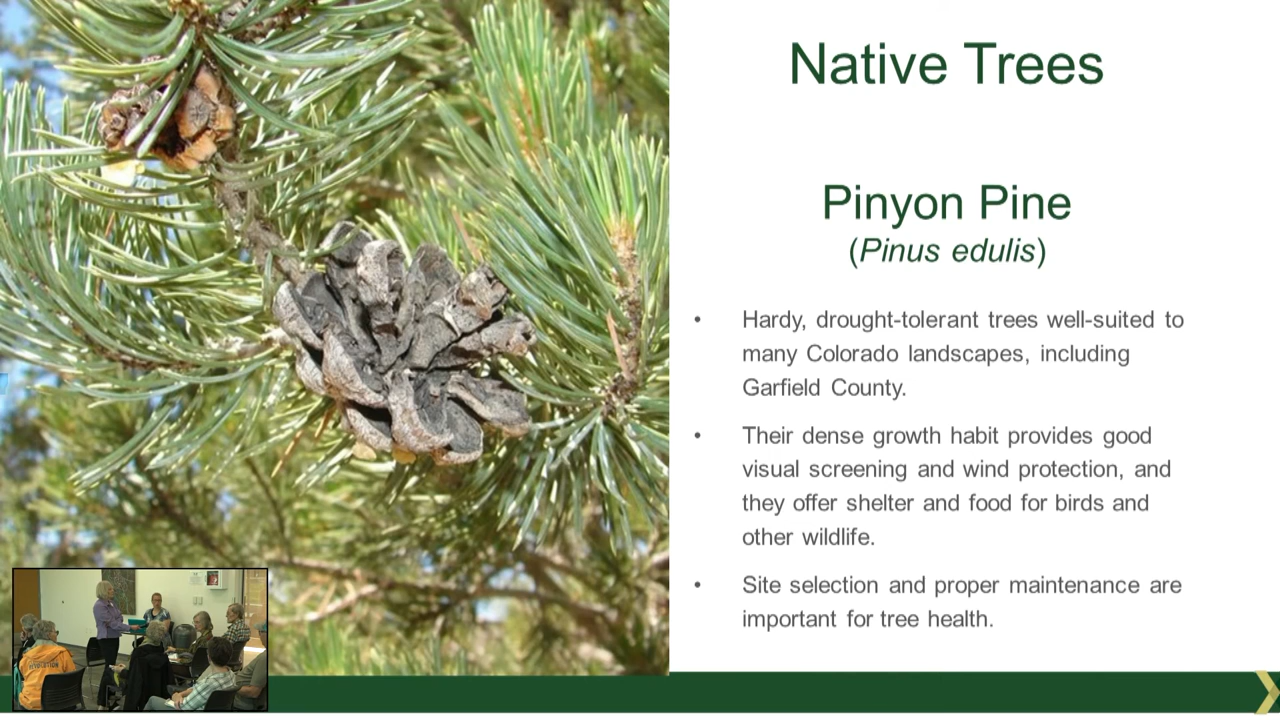 Native Trees
Pinyon Pine
(Pinus edulis)
• Hardy, drought-tolerant trees well-suited to
many Colorado landscapes, including
Garfield County.
• Their dense growth habit provides good
visual screening and wind protection, and
they offer shelter and food for birds and
other wildlife.
• Site selection and proper maintenance are
important for tree health.